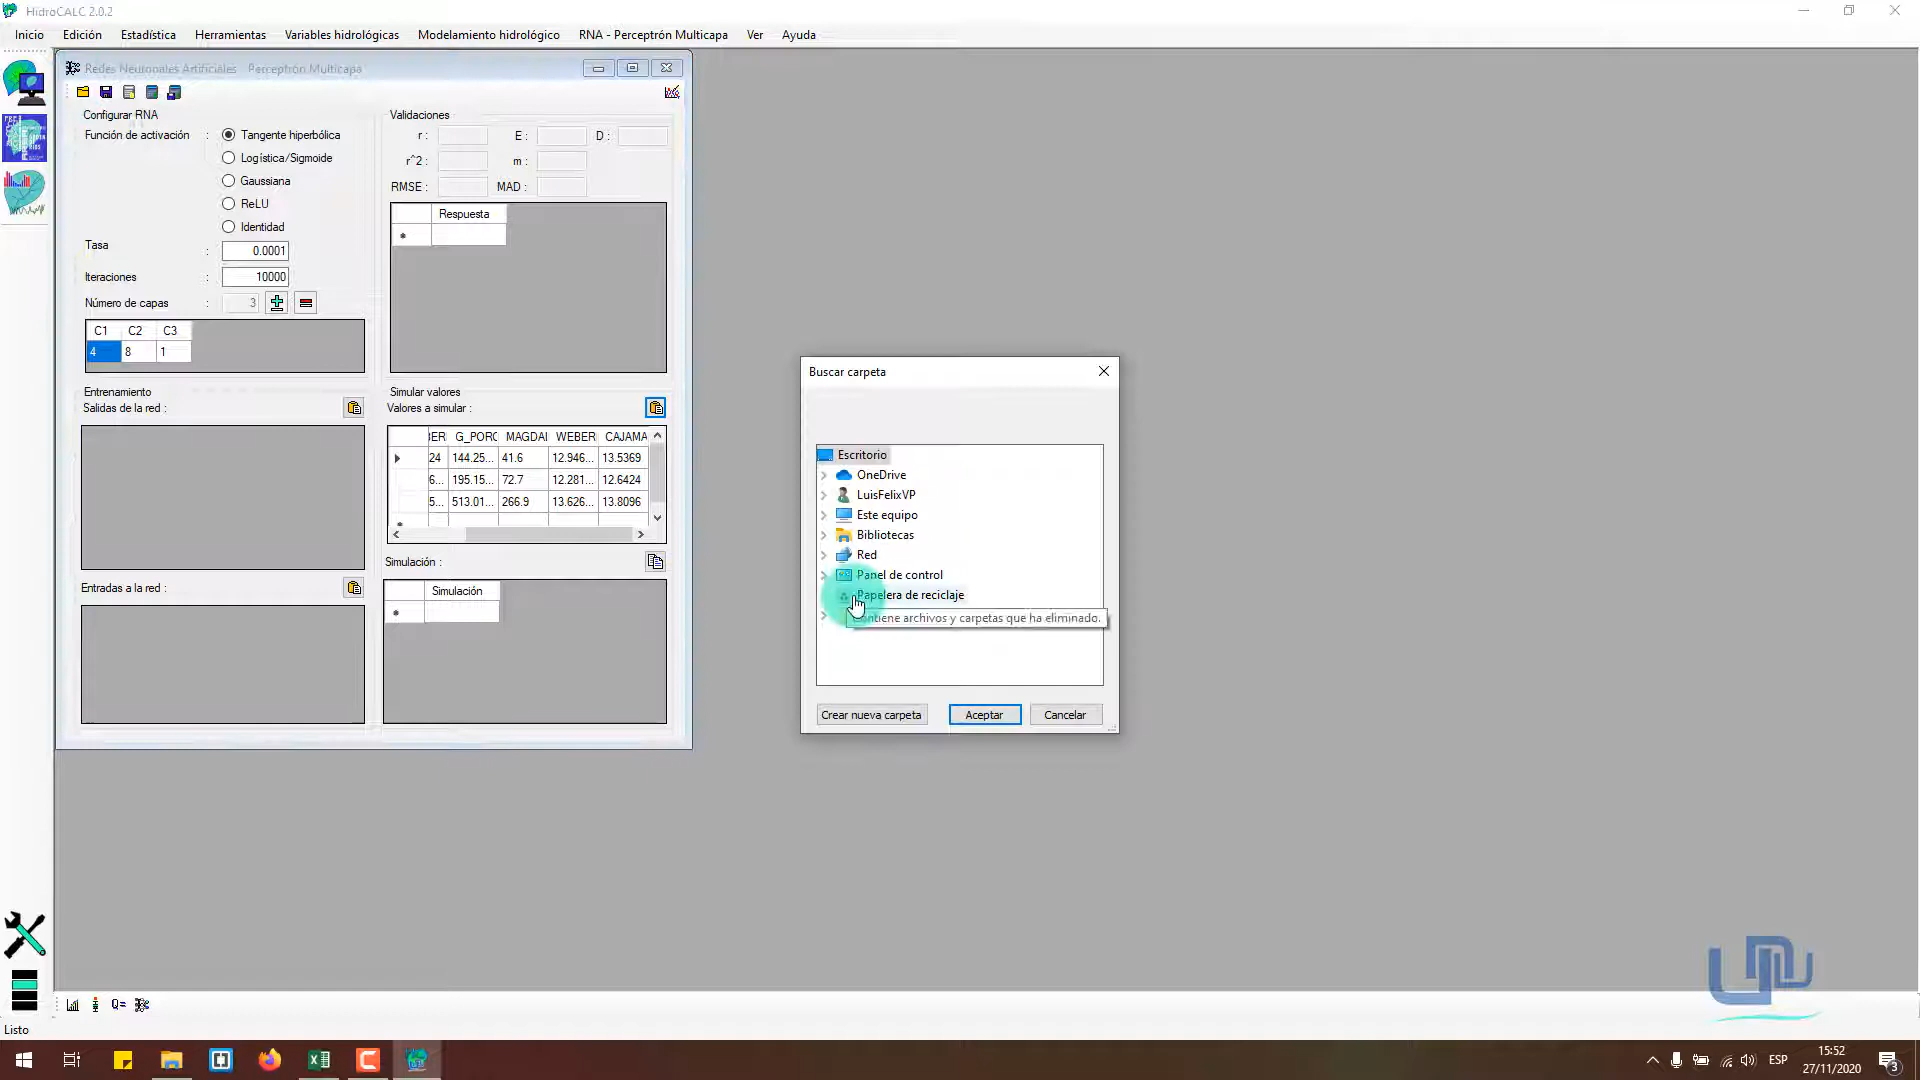 HidroCALC 2.0.2
Inicio Edición Estadística Herramientas Variables hidrológicas Modelamiento hidrológico RNA - Perceptrón Multicapa Ver Ayuda
Redes Neuronales Artificiales Perceptron Multicapa
Configurar RNA
Función de activación :
Tangente hiperbólica
Logística/Sigmoide
Gaussiana
ReLU
Identidad
Tasa : 0.0001
Iteraciones : 10000
Número de capas : 3
C1 C2 C3
4 8 1
Validaciones
r : E : D :
r^2 : m :
RMSE : MAD :
Respuesta
Entrenamiento
Salidas de la red :
Entradas a la red :
Simular valores
Valores a simular :
G_PORC MAGDAI WEBER CAJAMA
24 144.25... 41.6 12.946... 13.5369
6... 195.15... 72.7 12.281... 12.6424
5... 513.01... 266.9 13.626... 13.8096
Simulación :
Simulación
Buscar carpeta
Escritorio
OneDrive
LuisFelixVP
Este equipo
Bibliotecas
Red
Panel de control
Papelera de reciclaje
archivos y carpetas que ha eliminado.
Crear nueva carpeta Aceptar Cancelar
Q=
Listo
ESP
15:52
27/11/2020
3